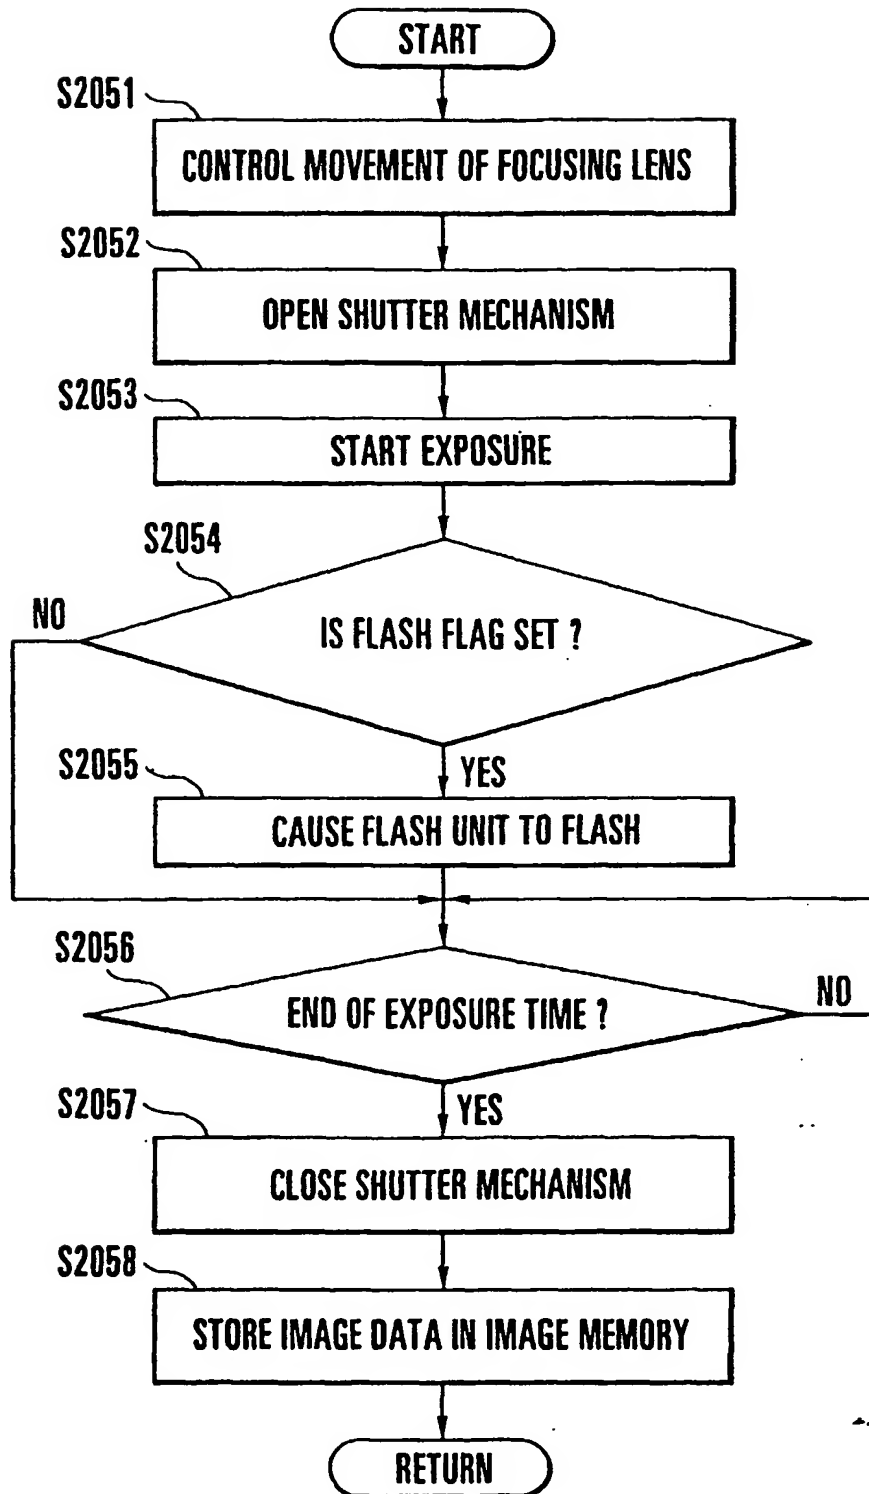 START
S2051
CONTROL MOVEMENT OF FOCUSING LENS
S2052
OPEN SHUTTER MECHANISM
S2053
START EXPOSURE
S2054
NO
IS FLASH FLAG SET ?
YES
S2055
CAUSE FLASH UNIT TO FLASH
S2056
END OF EXPOSURE TIME ?
NO
YES
S2057
CLOSE SHUTTER MECHANISM
S2058
STORE IMAGE DATA IN IMAGE MEMORY
RETURN